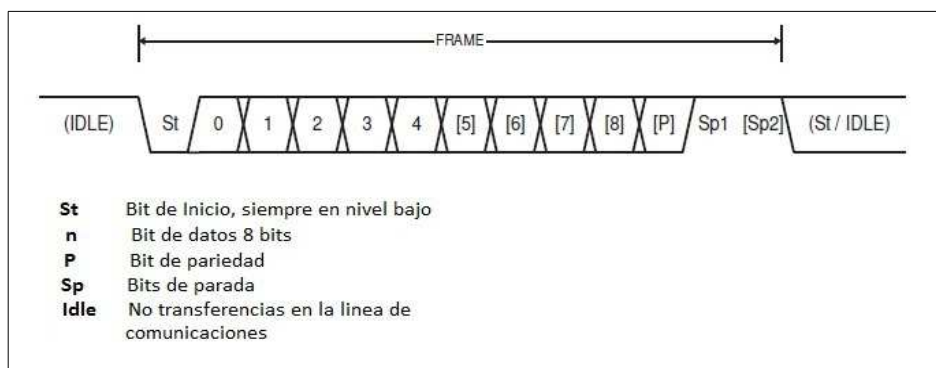 FRAME
(IDLE) St 0 1 2 3 4 [5] [6] [7] [8] [P] Sp1 [Sp2] (St / IDLE)
St Bit de Inicio, siempre en nivel bajo
n Bit de datos 8 bits
P Bit de pariedad
Sp Bits de parada
Idle No transferencias en la linea de
comunicaciones